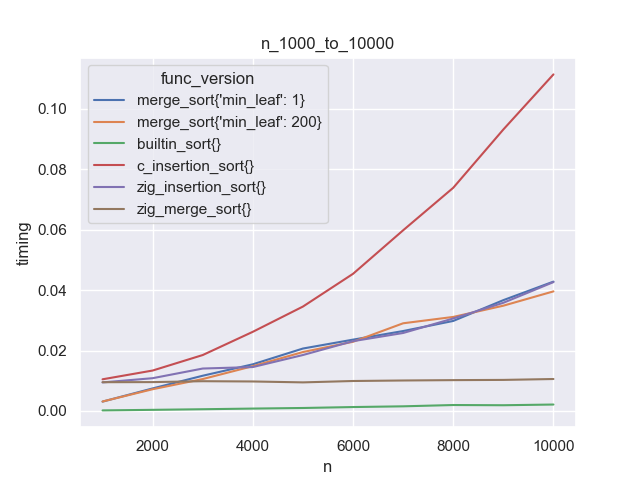 n_1000_to_10000
func_version
merge_sort{'min_leaf': 1}
merge_sort{'min_leaf': 200}
builtin_sort{}
c_insertion_sort{}
zig_insertion_sort{}
zig_merge_sort{}
timing
0.10
0.08
0.06
0.04
0.02
0.00
2000 4000 6000 8000 10000
n